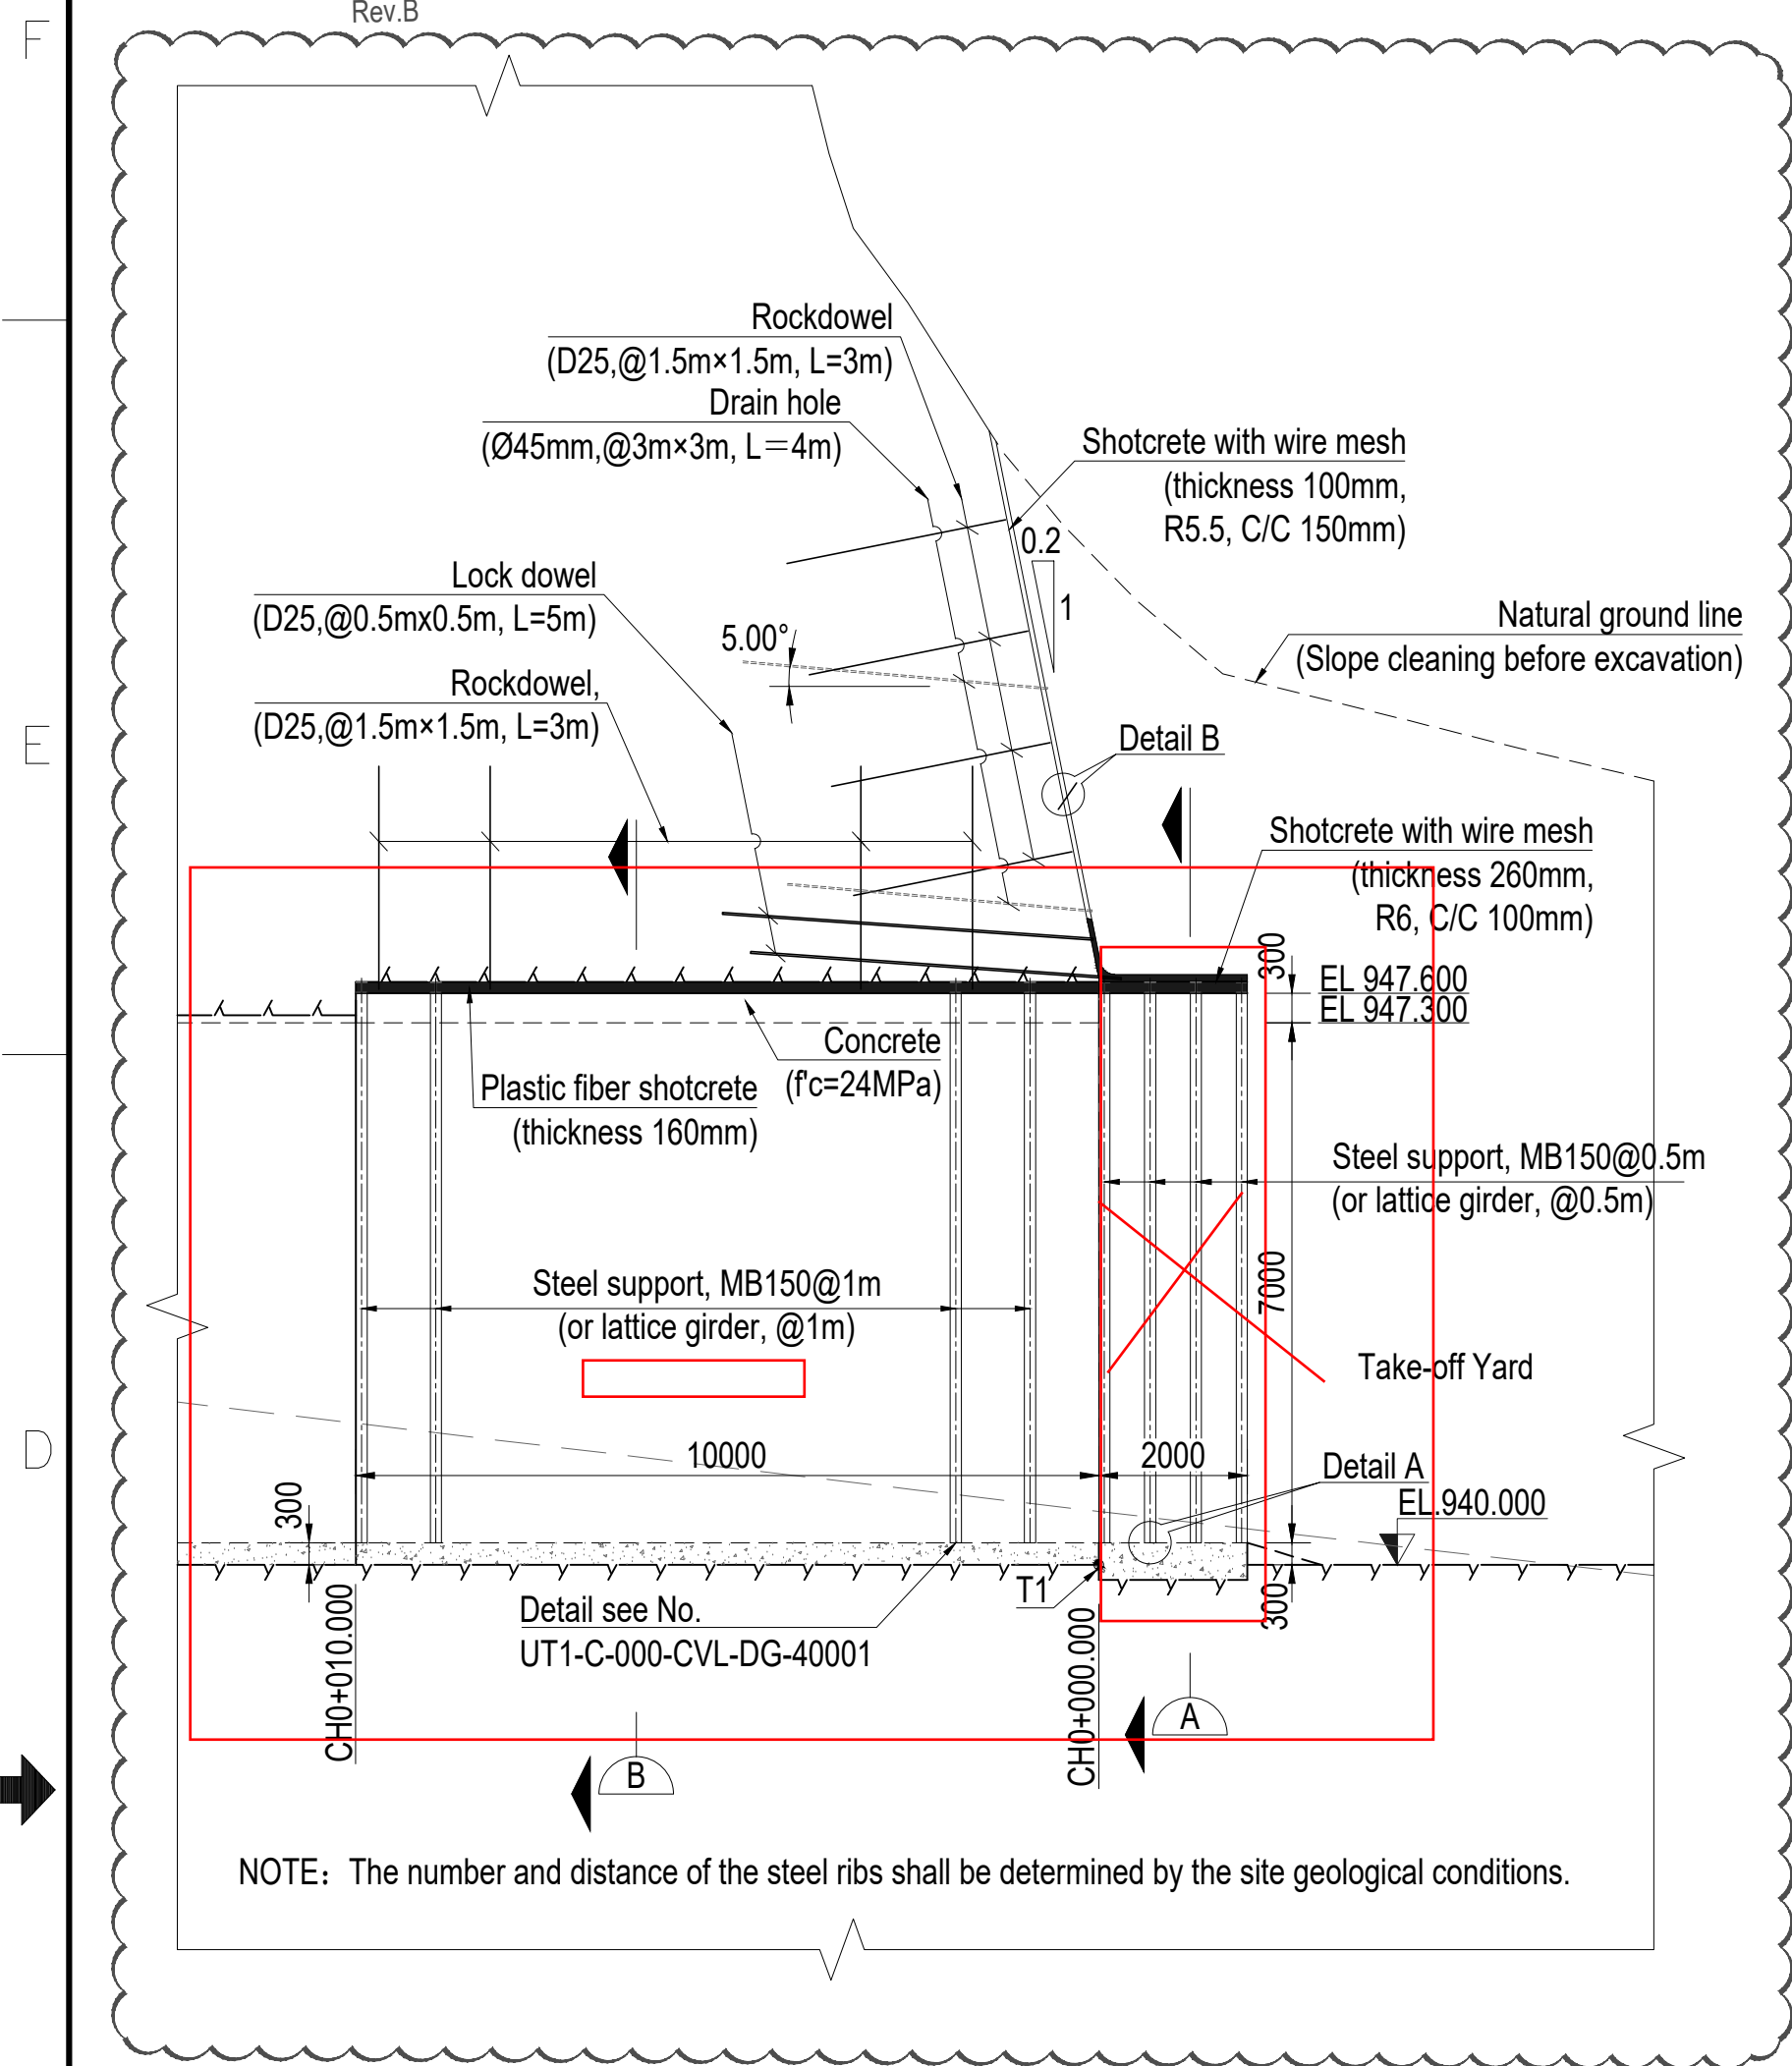 Rev.B
F
Rockdowel
(D25,@1.5m×1.5m, L=3m)
Drain hole
(Ø45mm,@3m×3m, L=4m)
Shotcrete with wire mesh
(thickness 100mm,
R5.5, C/C 150mm)
0.2
1
Lock dowel
(D25,@0.5mx0.5m, L=5m)
5.00°
Natural ground line
(Slope cleaning before excavation)
Rockdowel,
(D25,@1.5m×1.5m, L=3m)
E
Detail B
Shotcrete with wire mesh
(thickness 260mm,
R6, C/C 100mm)
300
EL 947.600
EL 947.300
Concrete
(f'c=24MPa)
Plastic fiber shotcrete
(thickness 160mm)
Steel support, MB150@0.5m
(or lattice girder, @0.5m)
7000
Steel support, MB150@1m
(or lattice girder, @1m)
Take-off Yard
D
10000
2000
Detail A
EL.940.000
300
300
T1
Detail see No.
UT1-C-000-CVL-DG-40001
CH0+010.000
CH0+000.000
A
B
NOTE：The number and distance of the steel ribs shall be determined by the site geological conditions.